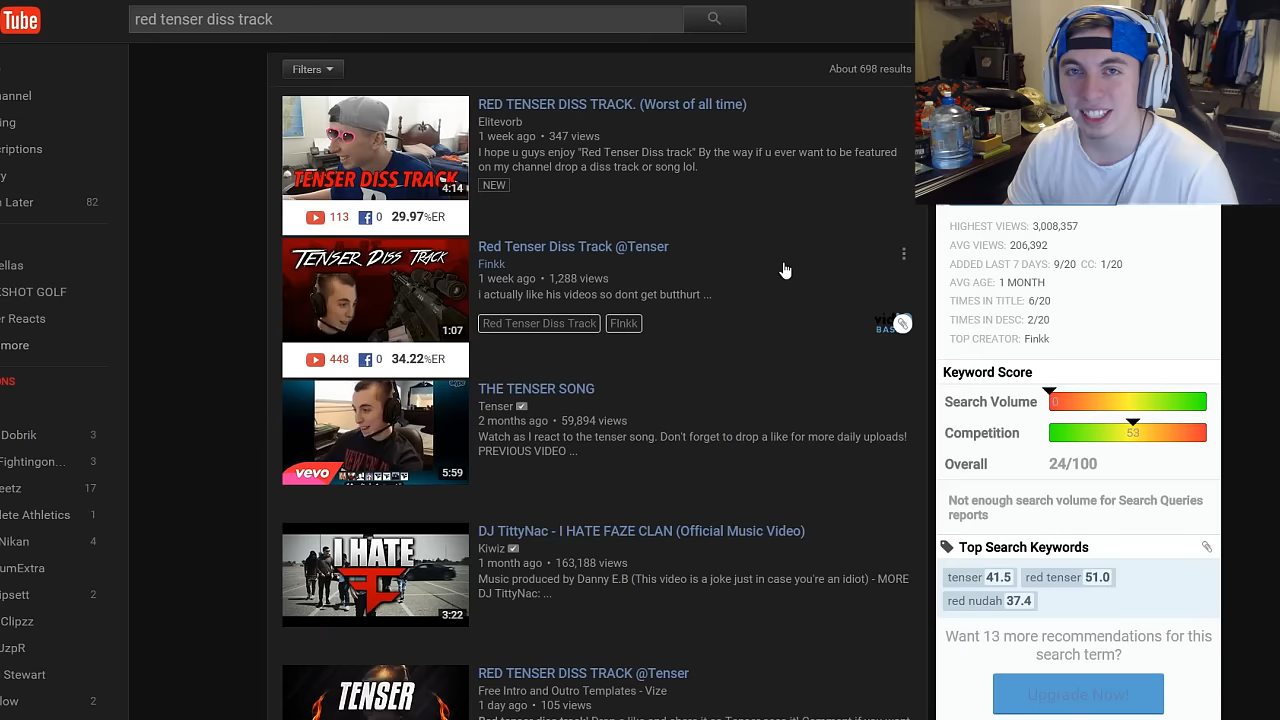 Tube
red tenser diss track
hannel
ing
criptions
y
n Later 82
ellas
KSHOT GOLF
er Reacts
more
ONS
Dobrik 3
Fightingon... 3
eetz 17
lete Athletics 1
Nikan 4
umExtra
ipsett 2
Clipzz
UzpR
Stewart
low 2
Filters
About 698 results
TENSER DISS TRACK
4:14
113 f 0 29.97%ER
RED TENSER DISS TRACK. (Worst of all time)
Elitevorb
1 week ago • 347 views
I hope u guys enjoy "Red Tenser Diss track" By the way if u ever want to be featured
on my channel drop a diss track or song lol.
NEW
TENSER DISS TRACK
1:07
448 f 0 34.22%ER
Red Tenser Diss Track @Tenser
Finkk
1 week ago • 1,288 views
i actually like his videos so dont get butthurt ...
Red Tenser Diss Track FInkk
vevo
5:59
THE TENSER SONG
Tenser
2 months ago • 59,894 views
Watch as I react to the tenser song. Don't forget to drop a like for more daily uploads!
PREVIOUS VIDEO ...
I HATE
3:22
DJ TittyNac - I HATE FAZE CLAN (Official Music Video)
Kiwiz
1 month ago • 163,188 views
Music produced by Danny E.B (This video is a joke just in case you're an idiot) - MORE
DJ TittyNac: ...
TENSER
RED TENSER DISS TRACK @Tenser
Free Intro and Outro Templates - Vize
1 day ago • 105 views
HIGHEST VIEWS: 3,008,357
AVG VIEWS: 206,392
ADDED LAST 7 DAYS: 9/20 CC: 1/20
AVG AGE: 1 MONTH
TIMES IN TITLE: 6/20
TIMES IN DESC: 2/20
TOP CREATOR: Finkk
Keyword Score
Search Volume 0
Competition 53
Overall 24/100
Not enough search volume for Search Queries
reports
Top Search Keywords
tenser 41.5 red tenser 51.0
red nudah 37.4
Want 13 more recommendations for this
search term?
Upgrade Now!